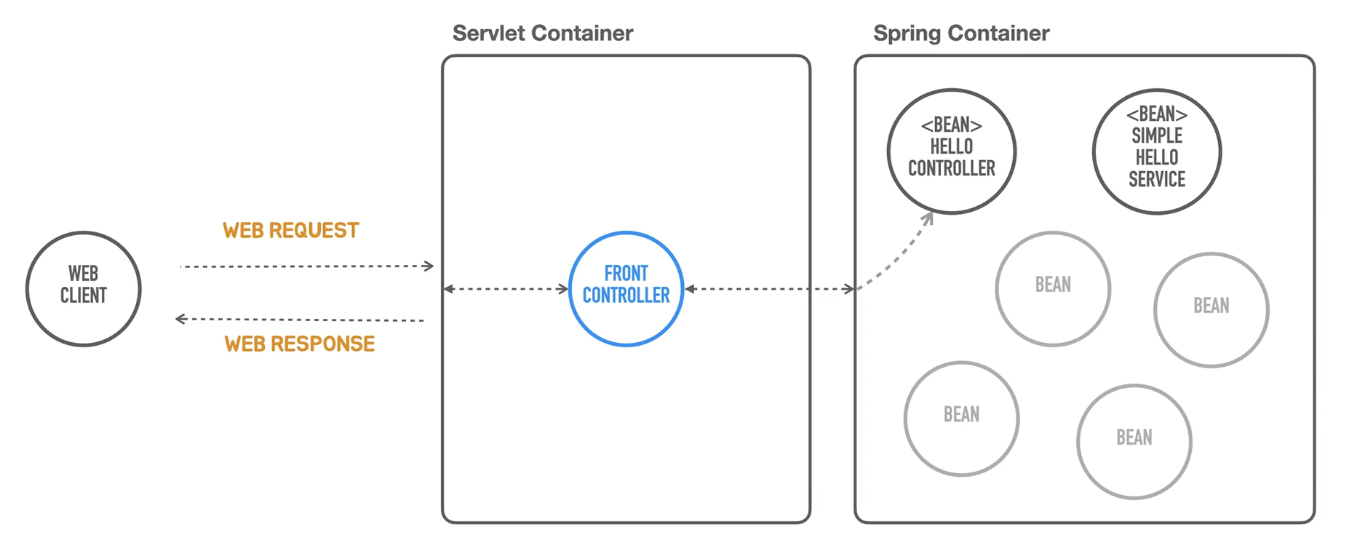 Servlet Container
Spring Container
<BEAN>
HELLO
CONTROLLER
<BEAN>
SIMPLE
HELLO
SERVICE
WEB REQUEST
WEB
CLIENT
FRONT
CONTROLLER
WEB RESPONSE
BEAN
BEAN
BEAN
BEAN